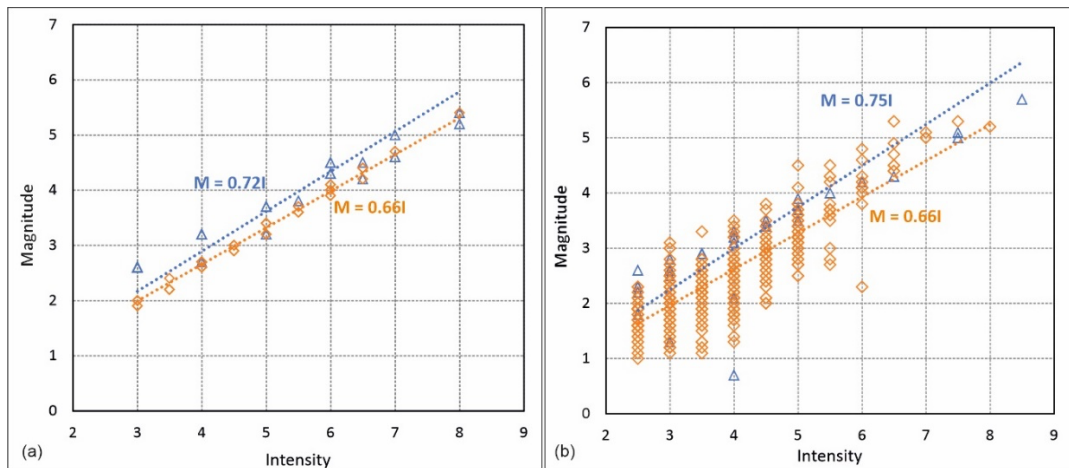 7
6
5
4
3
2
1
0
Magnitude
M = 0.72I
M = 0.66I
2 3 4 5 6 7 8 9
Intensity
(a)
7
6
5
4
3
2
1
0
Magnitude
M = 0.75I
M = 0.66I
2 3 4 5 6 7 8 9
Intensity
(b)